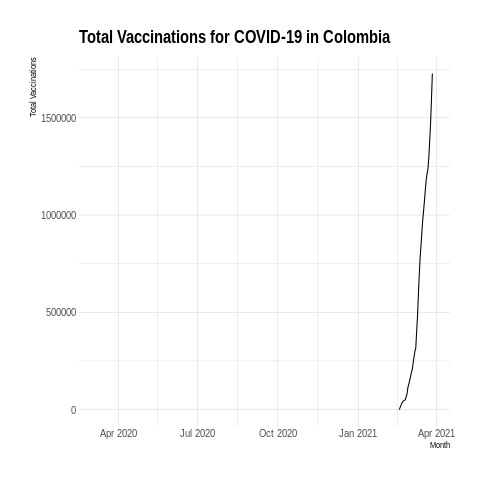 Total Vaccinations for COVID-19 in Colombia
Total Vaccinations
1500000
1000000
500000
0
Apr 2020 Jul 2020 Oct 2020 Jan 2021 Apr 2021
Month